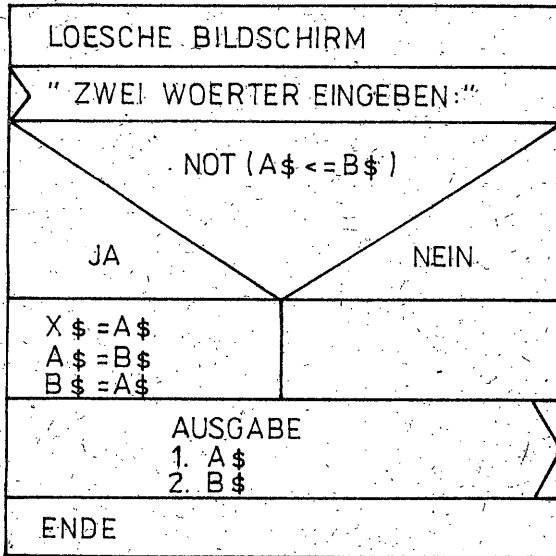 LOESCHE BILDSCHIRM
" ZWEI WOERTER EINGEBEN:"
NOT (A$ <= B$)
JA
NEIN
X $ = A$
A $ = B$
B $ = A$
AUSGABE
1. A$
2. B$
ENDE